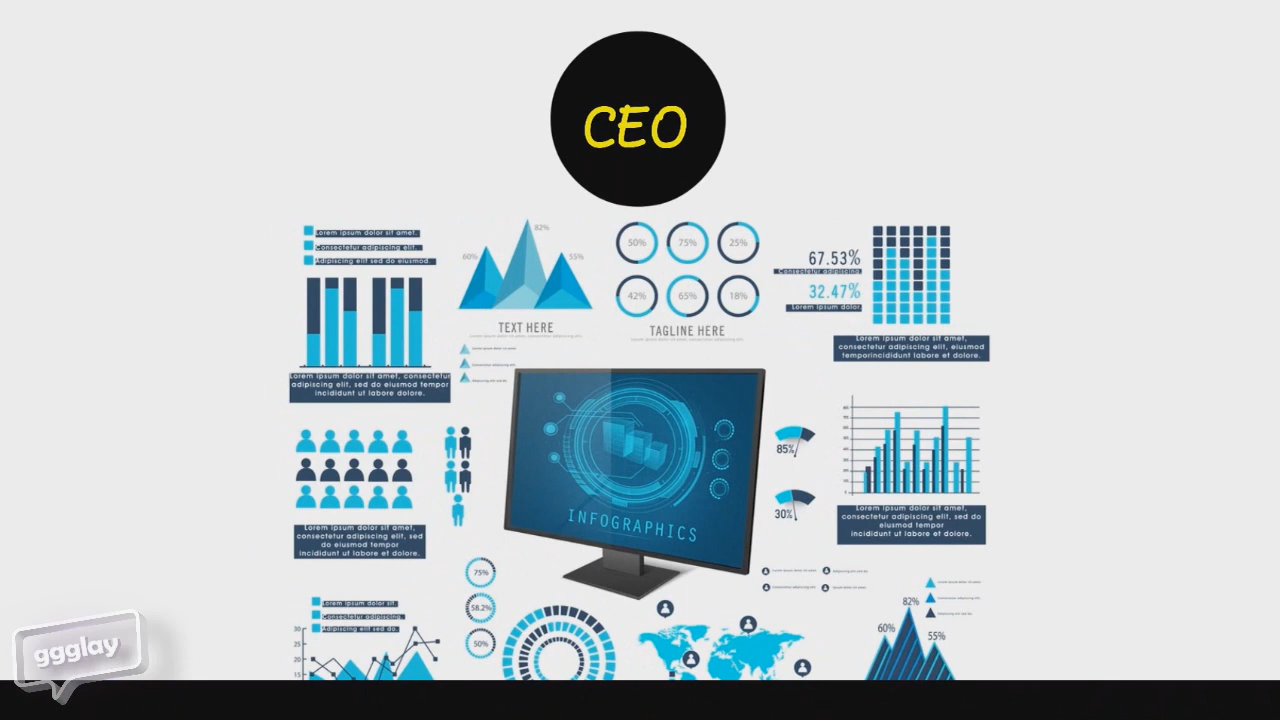 CEO
Lorem ipsum dolor sit amet.
Consectetur adipiscing elit.
Adipiscing elit sed do eiusmod.
Lorem ipsum dolor sit amet, consectetur
adipiscing elit, sed do eiusmod tempor
incididunt ut labore dolore.
82%
60%
55%
TEXT HERE
50%
75%
25%
42%
65%
18%
TAGLINE HERE
67.53%
Consectetur adipiscing.
32.47%
Lorem ipsum dolor.
Lorem ipsum dolor sit amet,
consectetur adipiscing elit, eiusmod
temporincididunt ut labore et dolore.
INFOGRAPHICS
85%
30%
Lorem ipsum dolor sit amet,
consectetur adipiscing elit, sed do
eiusmod tempor
incididunt ut labore et dolore.
Lorem ipsum dolor sit amet,
consectetur adipiscing elit, sed
do eiusmod tempor
incididunt ut labore et dolore.
75%
58.2%
50%
Lorem ipsum dolor sit.
Consectetur adipiscing.
Adipiscing elit sed do.
30
25
20
15
82%
60%
55%
ggglay